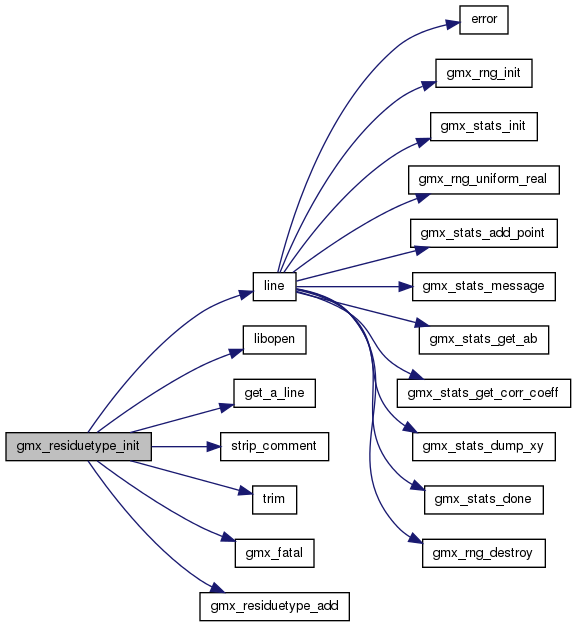 gmx_residuetype_init
line
libopen
get_a_line
strip_comment
trim
gmx_fatal
gmx_residuetype_add
error
gmx_rng_init
gmx_stats_init
gmx_rng_uniform_real
gmx_stats_add_point
gmx_stats_message
gmx_stats_get_ab
gmx_stats_get_corr_coeff
gmx_stats_dump_xy
gmx_stats_done
gmx_rng_destroy